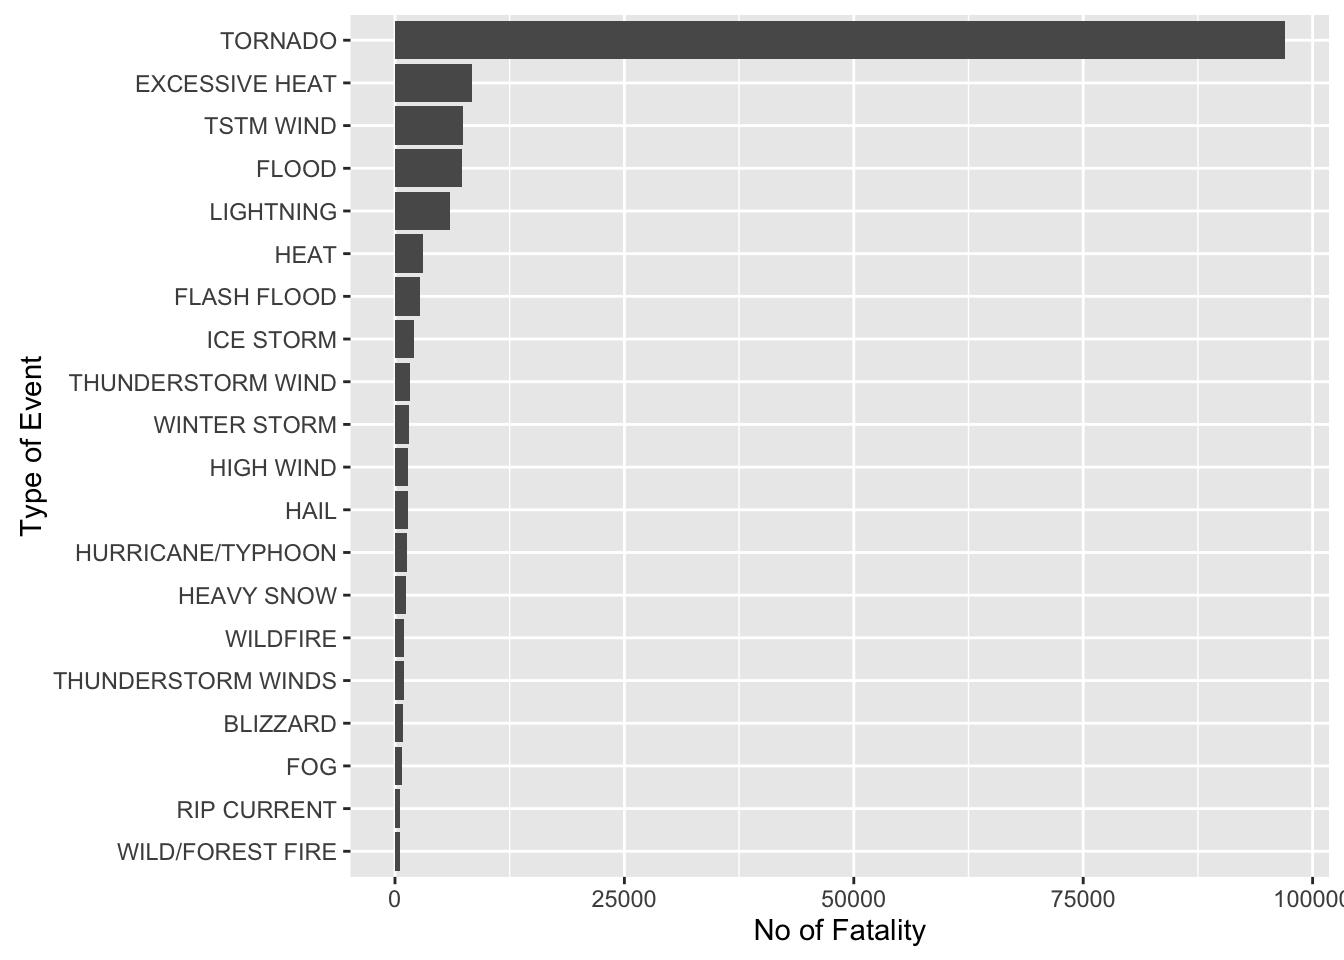 TORNADO
EXCESSIVE HEAT
TSTM WIND
FLOOD
LIGHTNING
HEAT
FLASH FLOOD
ICE STORM
THUNDERSTORM WIND
WINTER STORM
HIGH WIND
HAIL
HURRICANE/TYPHOON
HEAVY SNOW
WILDFIRE
THUNDERSTORM WINDS
BLIZZARD
FOG
RIP CURRENT
WILD/FOREST FIRE
Type of Event
0 25000 50000 75000 100000
No of Fatality